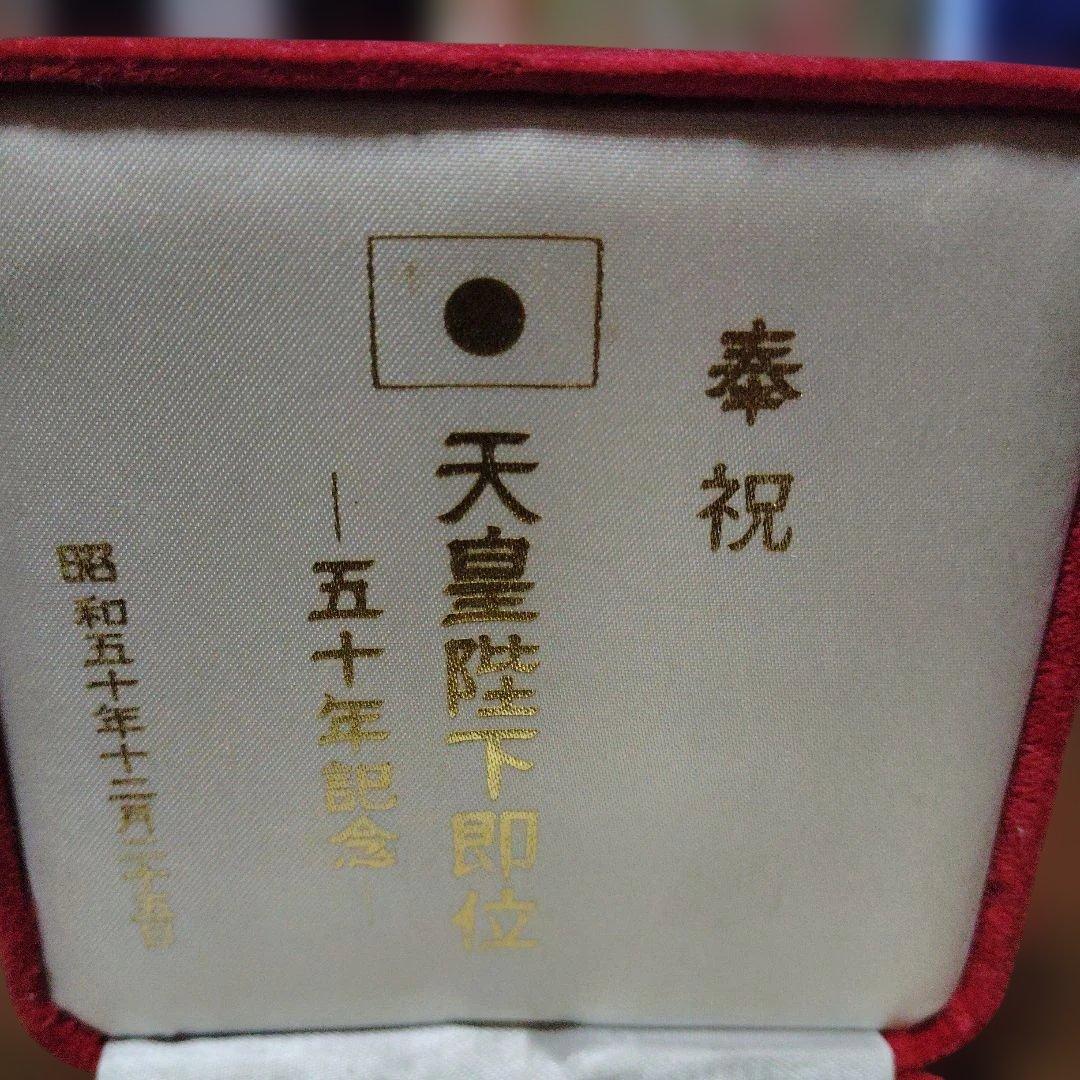 奉祝
天皇陛下即位
―五十年記念―
昭和五十年十二月二十五日